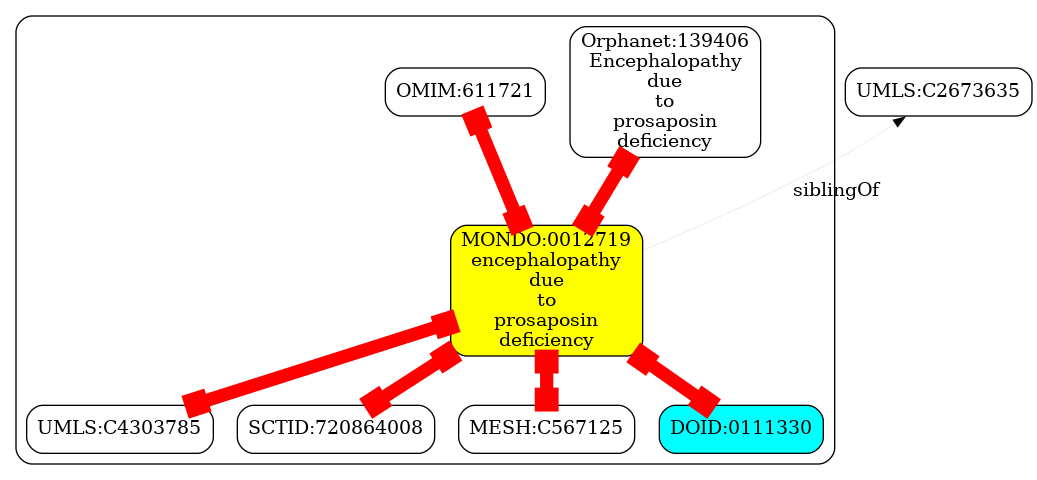 Orphanet:139406
Encephalopathy
due
to
prosaposin
deficiency
OMIM:611721
UMLS:C2673635
siblingOf
MONDO:0012719
encephalopathy
due
to
prosaposin
deficiency
UMLS:C4303785
SCTID:720864008
MESH:C567125
DOID:0111330